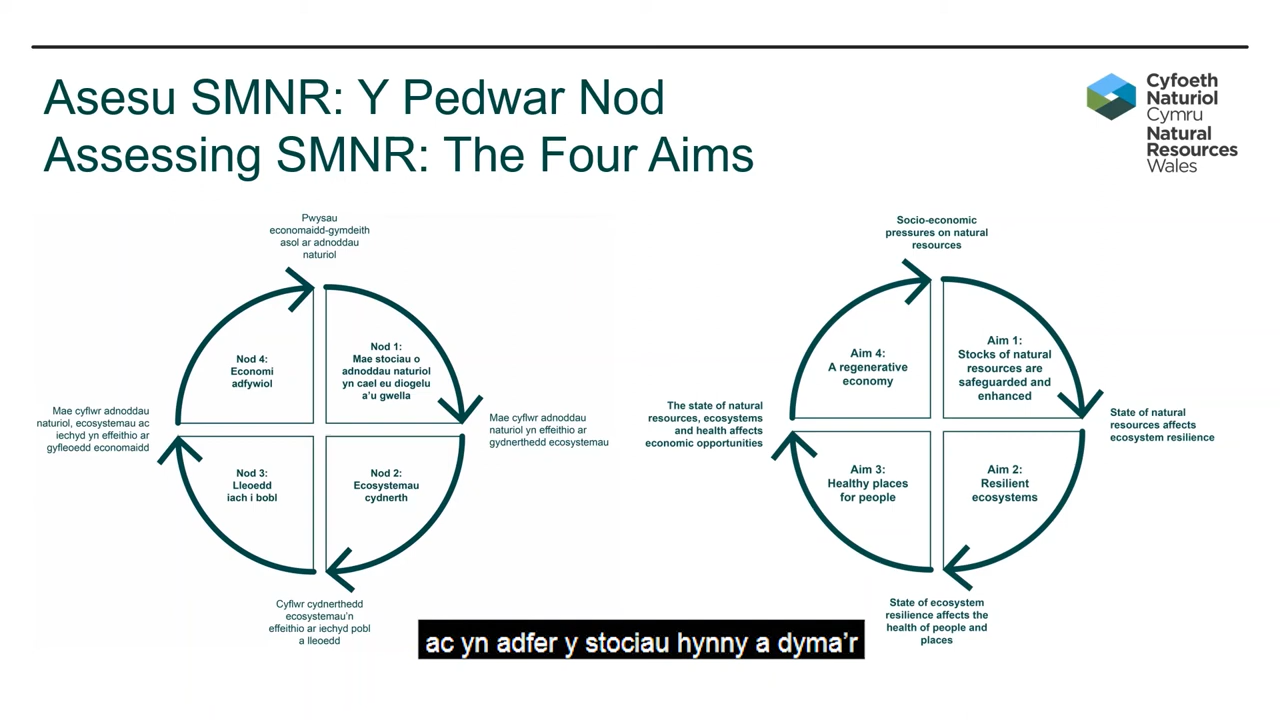 Asesu SMNR: Y Pedwar Nod
Assessing SMNR: The Four Aims
Cyfoeth
Naturiol
Cymru
Natural
Resources
Wales
Pwysau
economaidd-gymdeith
asol ar adnoddau
naturiol
Nod 4:
Economi
adfywiol
Nod 1:
Mae stociau o
adnoddau naturiol
yn cael eu diogelu
a'u gwella
Mae cyflwr adnoddau
naturiol, ecosystemau ac
iechyd yn effeithio ar
gyfleoedd economaidd
Mae cyflwr adnoddau
naturiol yn effeithio ar
gydnerthedd ecosystemau
Nod 3:
Lleoedd
iach i bobl
Nod 2:
Ecosystemau
cydnerth
Cyflwr cydnerthedd
ecosystemau'n
effeithio ar iechyd pobl
a lleoedd
Socio-economic
pressures on natural
resources
Aim 4:
A regenerative
economy
Aim 1:
Stocks of natural
resources are
safeguarded and
enhanced
The state of natural
resources, ecosystems
and health affects
economic opportunities
State of natural
resources affects
ecosystem resilience
Aim 3:
Healthy places
for people
Aim 2:
Resilient
ecosystems
State of ecosystem
resilience affects the
health of people and
places
ac yn adfer y stociau hynny a dyma'r